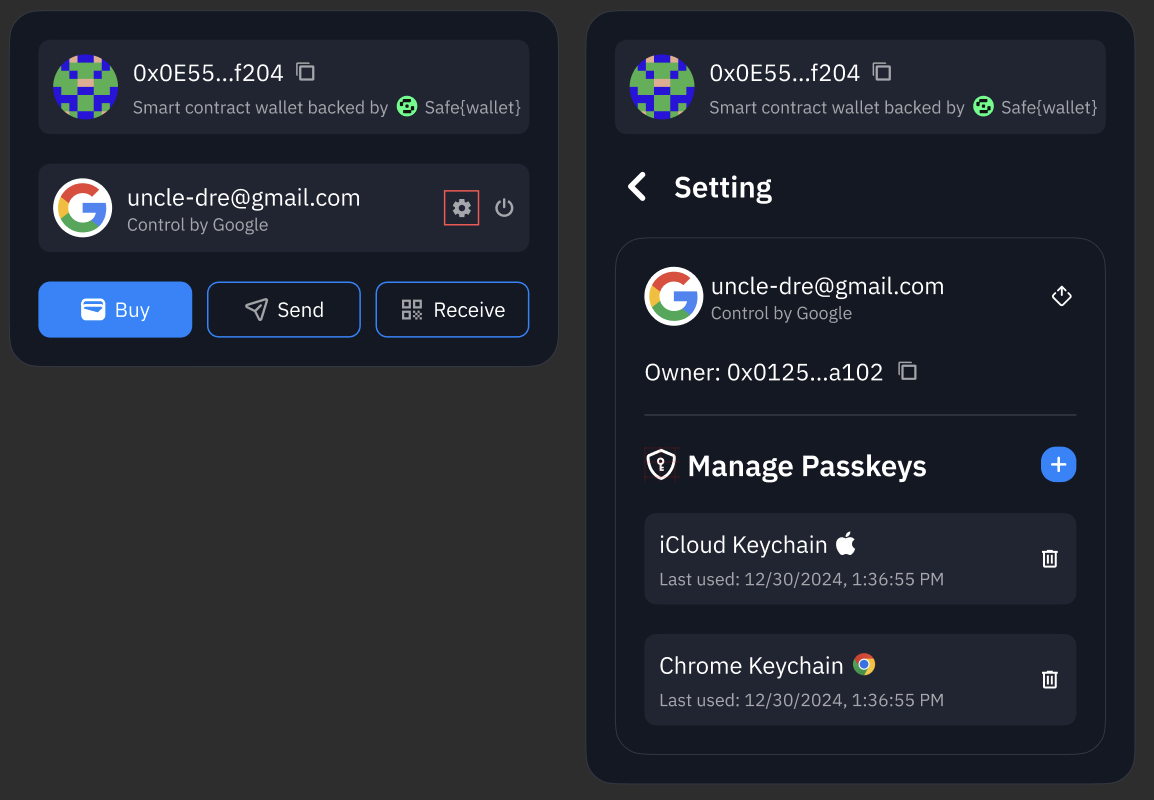 0x0E55...f204
Smart contract wallet backed by Safe{wallet}
uncle-dre@gmail.com
Control by Google
Buy
Send
Receive
0x0E55...f204
Smart contract wallet backed by Safe{wallet}
Setting
uncle-dre@gmail.com
Control by Google
Owner: 0x0125...a102
Manage Passkeys
iCloud Keychain
Last used: 12/30/2024, 1:36:55 PM
Chrome Keychain
Last used: 12/30/2024, 1:36:55 PM